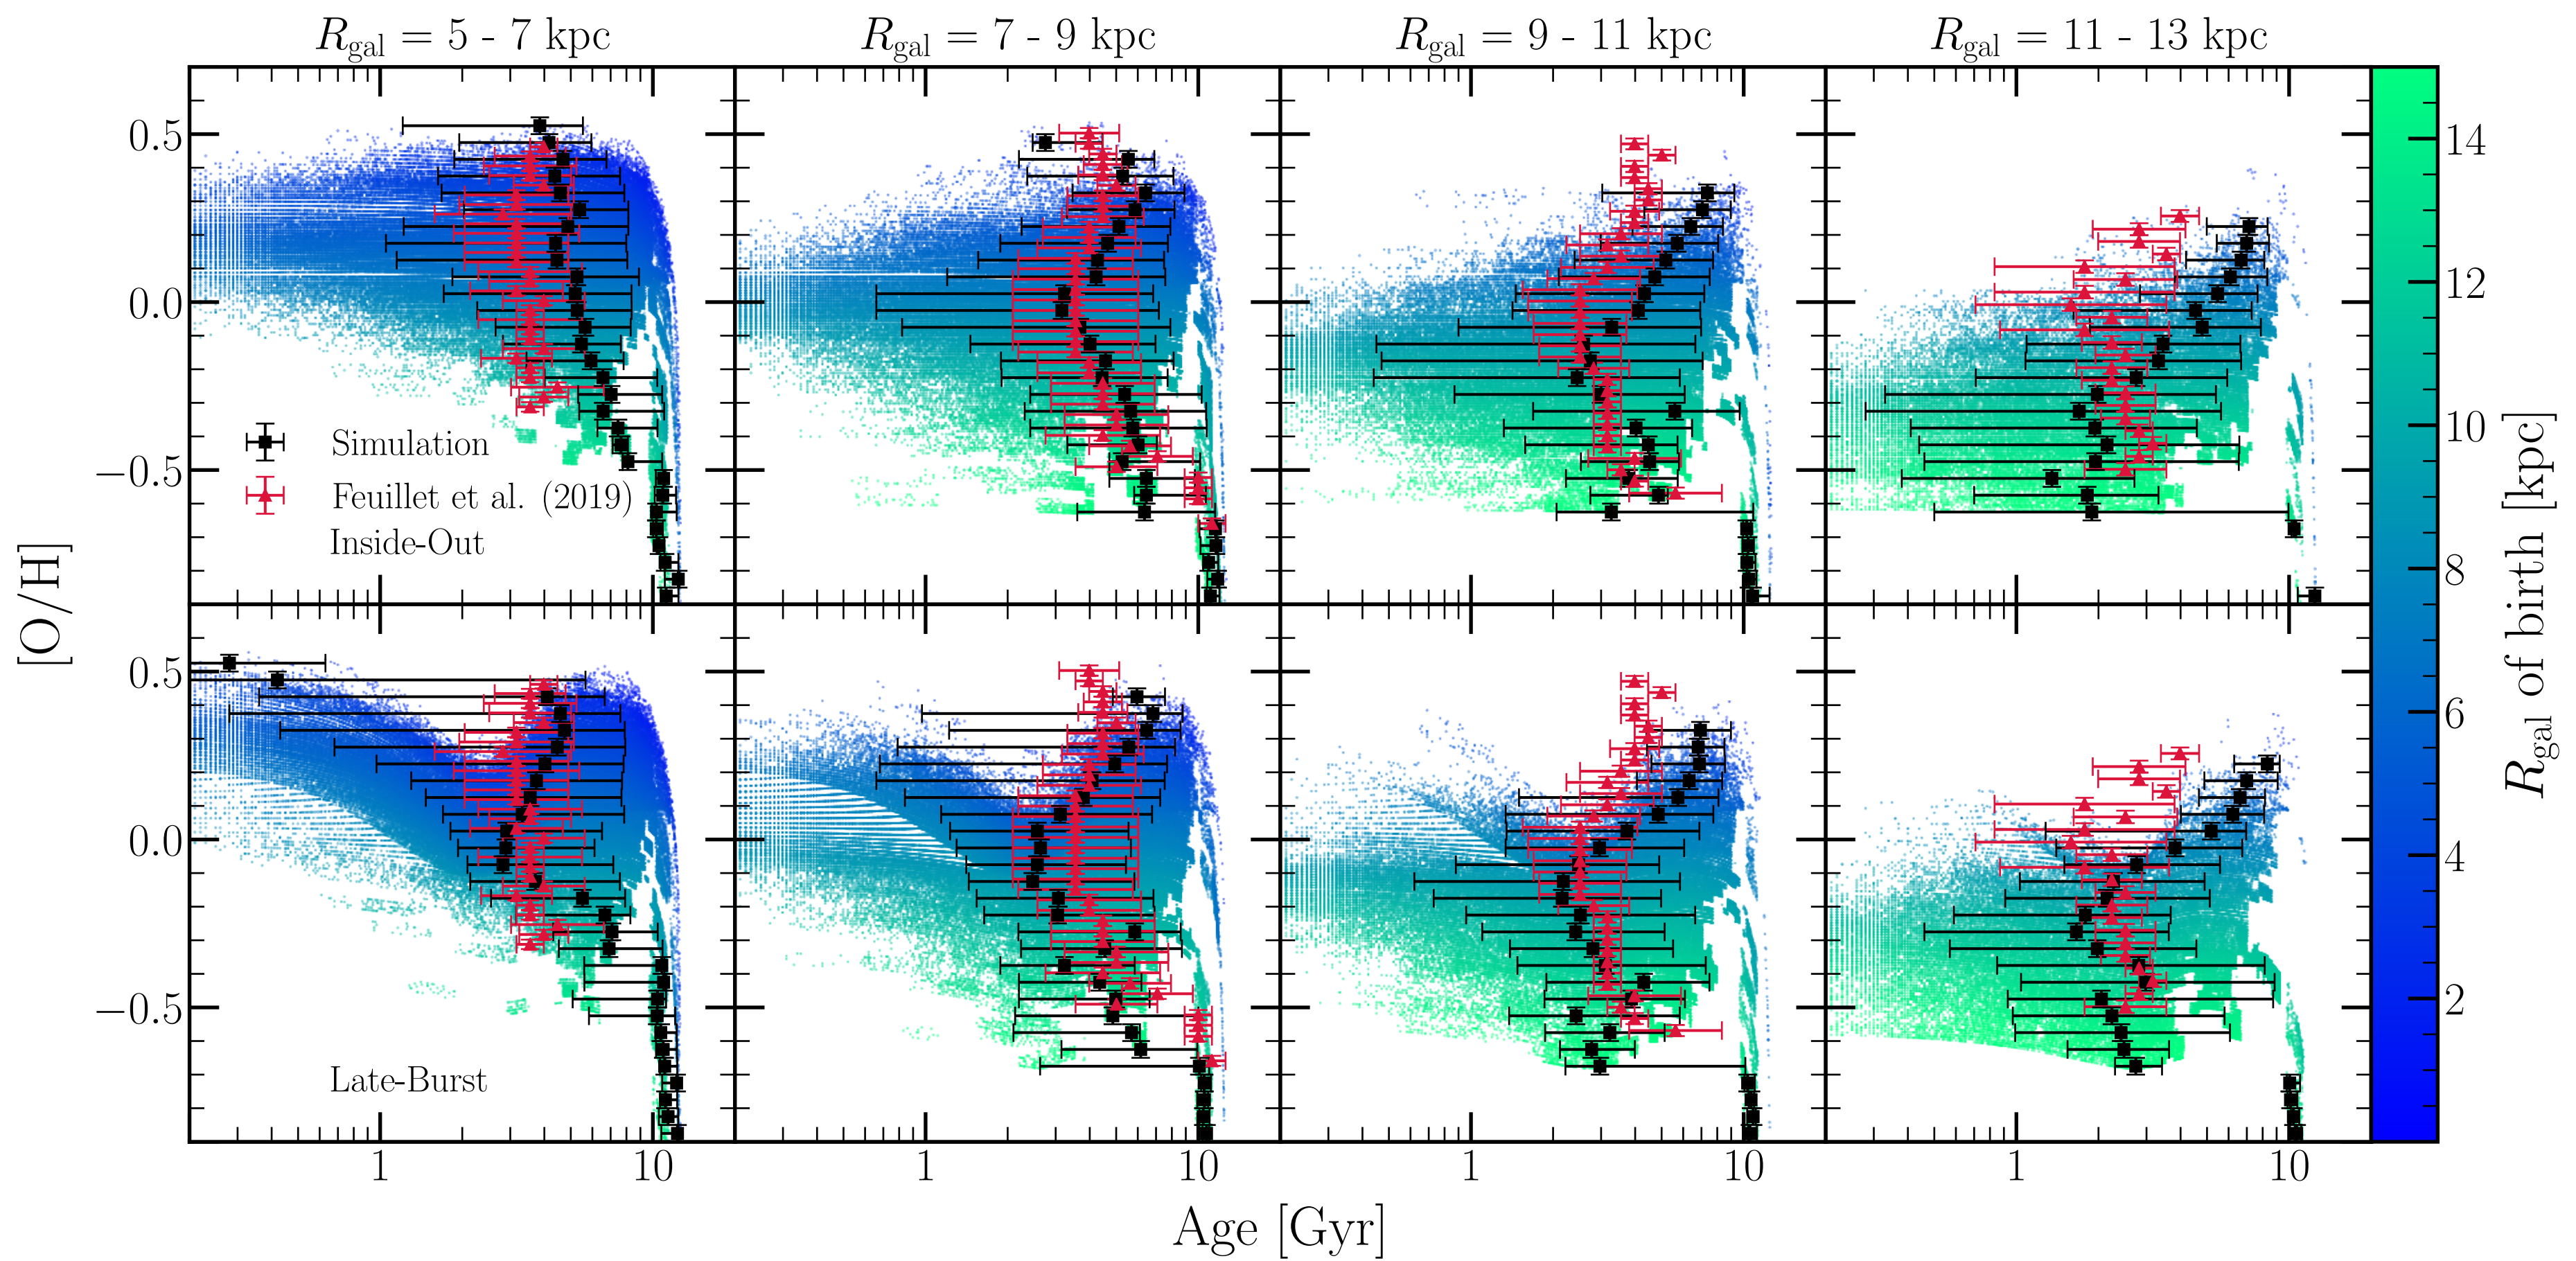 R_gal = 5 - 7 kpc
R_gal = 7 - 9 kpc
R_gal = 9 - 11 kpc
R_gal = 11 - 13 kpc
0.5
0.0
−0.5
Simulation
Feuillet et al. (2019)
Inside-Out
0.5
0.0
−0.5
Late-Burst
[O/H]
1
10
1
10
1
10
1
10
Age [Gyr]
14
12
10
8
6
4
2
R_gal of birth [kpc]